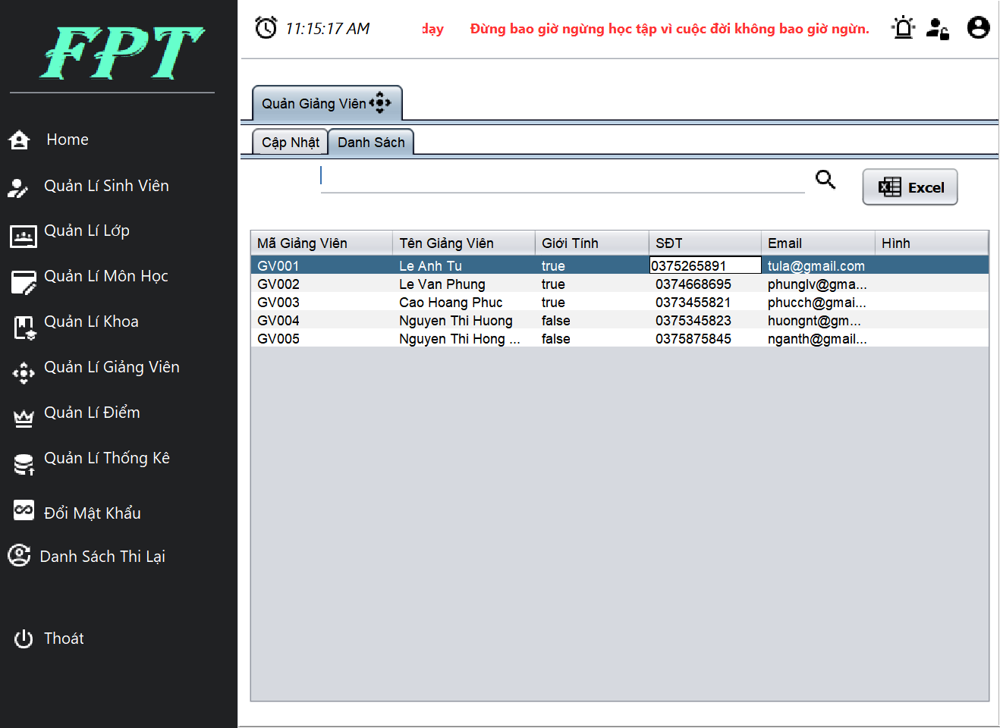 FPT
Home
Quản Lí Sinh Viên
Quản Lí Lớp
Quản Lí Môn Học
Quản Lí Khoa
Quản Lí Giảng Viên
Quản Lí Điểm
Quản Lí Thống Kê
Đổi Mật Khẩu
Danh Sách Thi Lại
Thoát
11:15:17 AM dạy Đừng bao giờ ngừng học tập vì cuộc đời không bao giờ ngừn.
Quản Giảng Viên
Cập Nhật Danh Sách
Excel
Mã Giảng Viên Tên Giảng Viên Giới Tính SĐT Email Hình
GV001 Le Anh Tu true 0375265891 tula@gmail.com
GV002 Le Van Phung true 0374668695 phunglv@gma...
GV003 Cao Hoang Phuc true 0373455821 phucch@gmai...
GV004 Nguyen Thi Huong false 0375345823 huongnt@gm...
GV005 Nguyen Thi Hong ... false 0375875845 nganth@gmail...